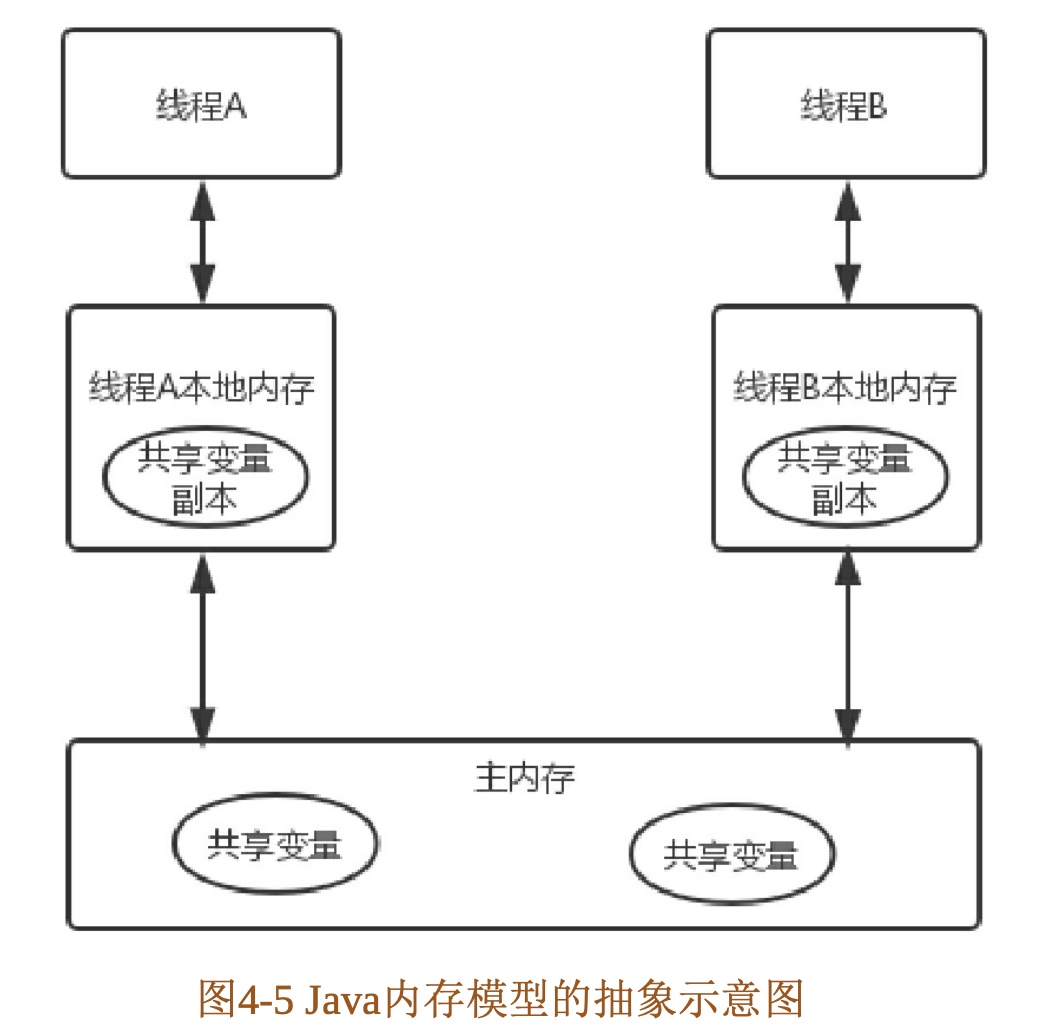 线程A
线程B
线程A本地内存
共享变量
副本
线程B本地内存
共享变量
副本
主内存
共享变量
共享变量
图4-5 Java内存模型的抽象示意图